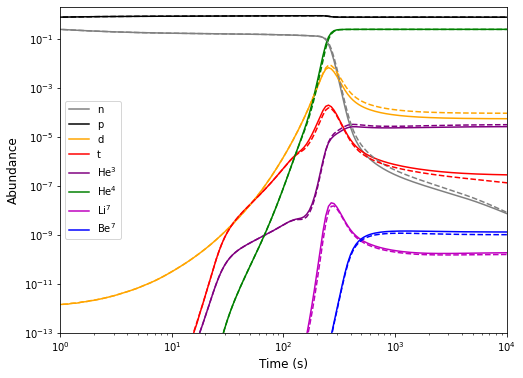 Abundance
10⁻¹
10⁻³
10⁻⁵
10⁻⁷
10⁻⁹
10⁻¹¹
10⁻¹³
n
p
d
t
He³
He⁴
Li⁷
Be⁷
10⁰ 10¹ 10² 10³ 10⁴
Time (s)